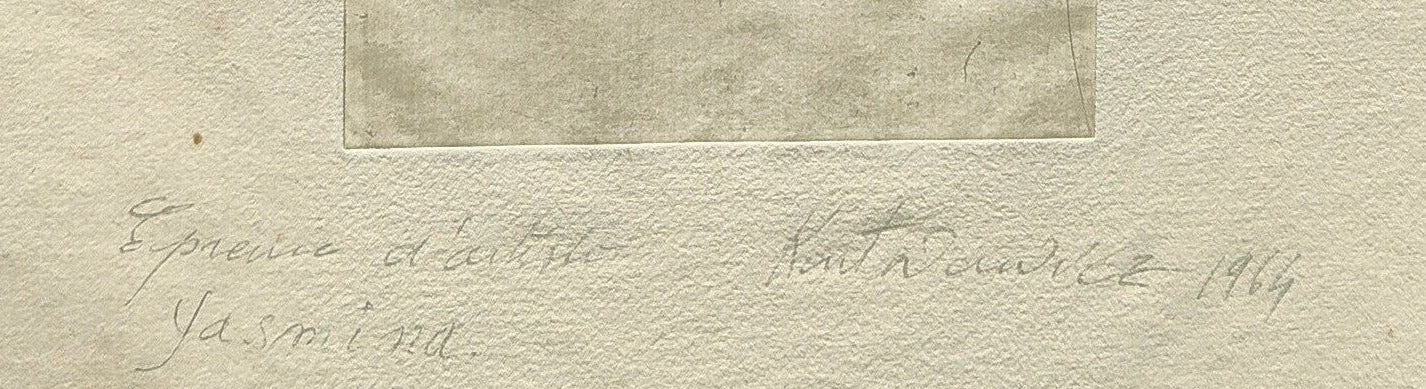 Epreuve d'artiste 1964
Yasmina.